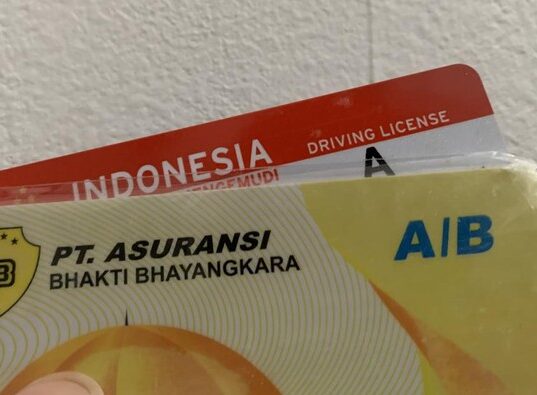 INDONESIA
DRIVING LICENSE
A
PT. ASURANSI
BHAKTI BHAYANGKARA
A/B